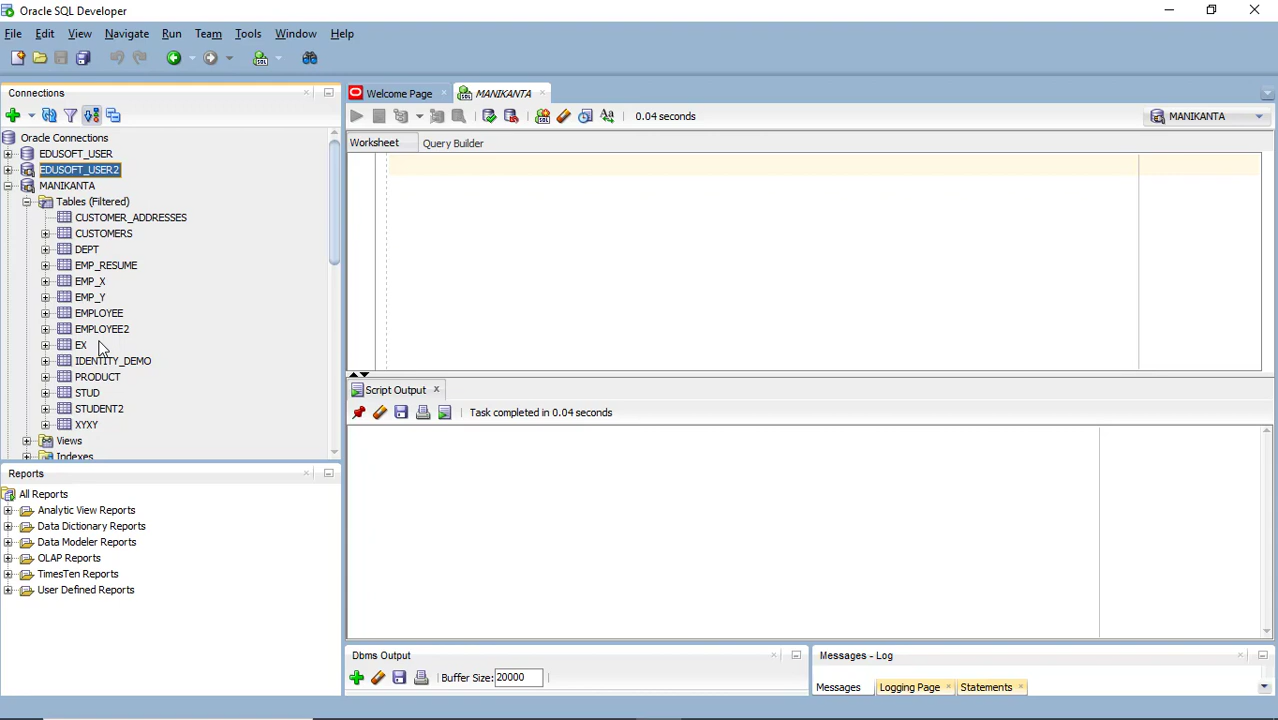 Oracle SQL Developer
File Edit View Navigate Run Team Tools Window Help
Connections
Oracle Connections
EDUSOFT_USER
EDUSOFT_USER2
MANIKANTA
Tables (Filtered)
CUSTOMER_ADDRESSES
CUSTOMERS
DEPT
EMP_RESUME
EMP_X
EMP_Y
EMPLOYEE
EMPLOYEE2
EX
IDENTITY_DEMO
PRODUCT
STUD
STUDENT2
XYXY
Views
Indexes
Reports
All Reports
Analytic View Reports
Data Dictionary Reports
Data Modeler Reports
OLAP Reports
TimesTen Reports
User Defined Reports
Welcome Page MANIKANTA
0.04 seconds MANIKANTA
Worksheet Query Builder
Script Output
Task completed in 0.04 seconds
Dbms Output
Buffer Size: 20000
Messages - Log
Messages Logging Page Statements